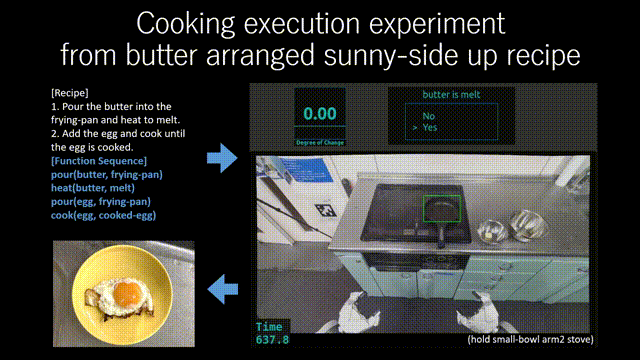 Cooking execution experiment
from butter arranged sunny-side up recipe
[Recipe]
1. Pour the butter into the
frying-pan and heat to melt.
2. Add the egg and cook until
the egg is cooked.
[Function Sequence]
pour(butter, frying-pan)
heat(butter, melt)
pour(egg, frying-pan)
cook(egg, cooked-egg)
0.00
Degree of Change
butter is melt
No
> Yes
Time
637.8
(hold small-bowl arm2 stove)